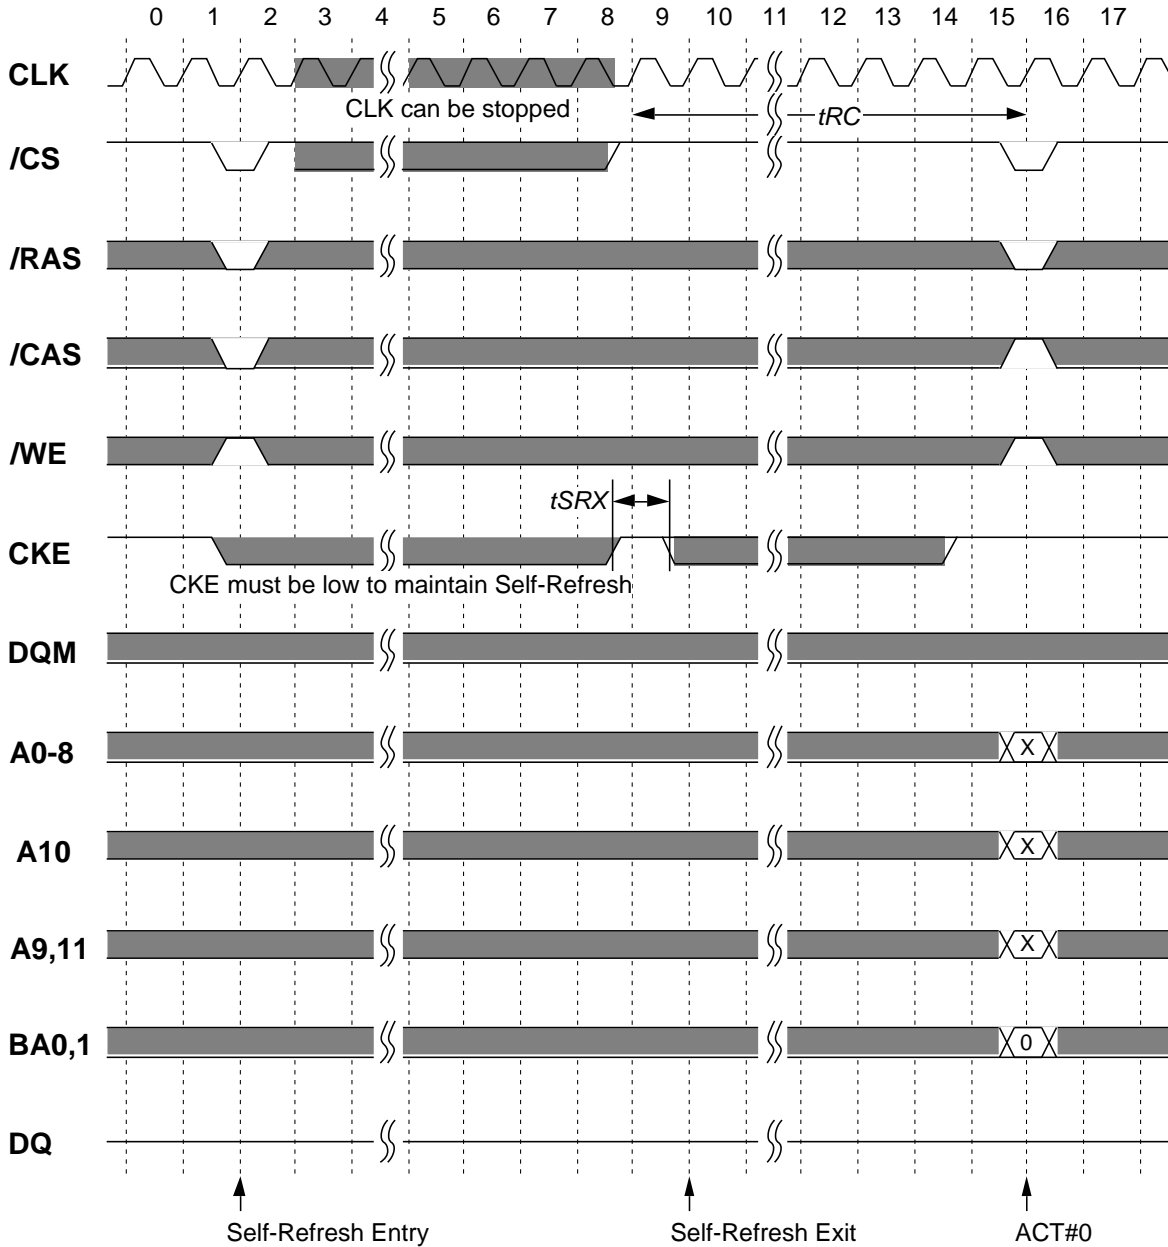 0 1 2 3 4 5 6 7 8 9 10 11 12 13 14 15 16 17
CLK
CLK can be stopped
tRC
/CS
/RAS
/CAS
/WE
tSRX
CKE
CKE must be low to maintain Self-Refresh
DQM
A0-8
X
A10
X
A9,11
X
BA0,1
0
DQ
Self-Refresh Entry
Self-Refresh Exit
ACT#0